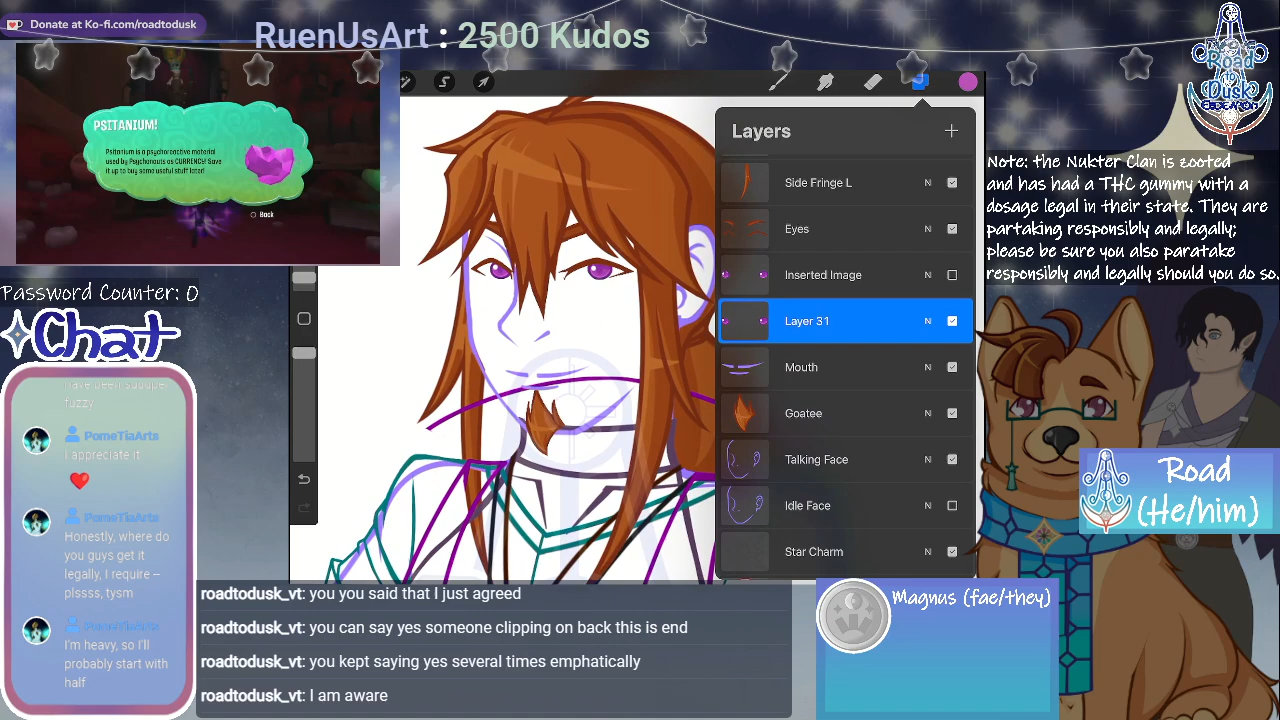 Donate at Ko-fi.com/roadtodusk
RuenUsArt : 2500 Kudos
PSITANIUM!
Psitanium is a psychoreactive material
used by Psychonauts as CURRENCY! Save
it up to buy some useful stuff later!
Back
Password Counter: 0
Chat
have been suduper
fuzzy
PomeTiaArts
I appreciate it
PomeTiaArts
Honestly, where do
you guys get it
legally, I require –
plssss, tysm
PomeTiaArts
I'm heavy, so I'll
probably start with
half
Layers
Side Fringe L N
Eyes N
Inserted Image N
Layer 31 N
Mouth N
Goatee N
Talking Face N
Idle Face N
Star Charm N
roadtodusk_vt: you you said that I just agreed
roadtodusk_vt: you can say yes someone clipping on back this is end
roadtodusk_vt: you kept saying yes several times emphatically
roadtodusk_vt: I am aware
Road
to
Dusk
Note: the Nukter Clan is zooted
and has had a THC gummy with a
dosage legal in their state. They are
partaking responsibly and legally;
please be sure you also paratake
responsibly and legally should you do so.
Road
(He/him)
Magnus (fae/they)